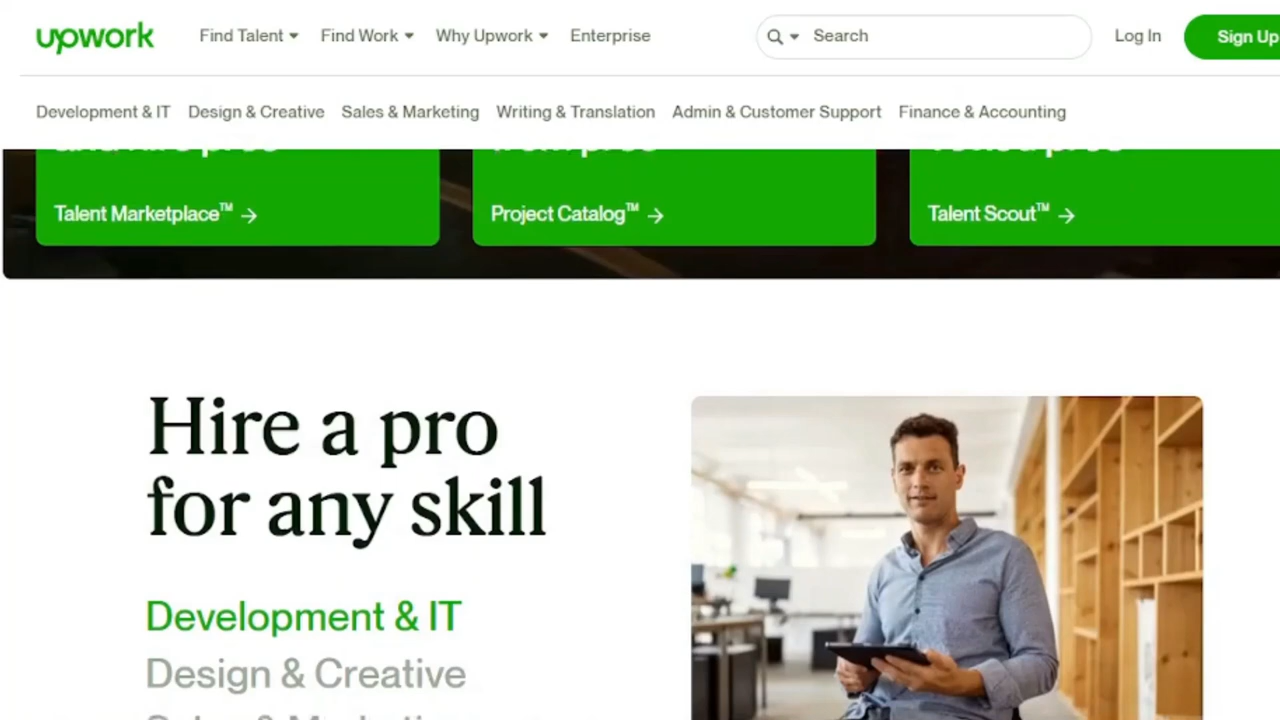 upwork Find Talent Find Work Why Upwork Enterprise Search Log In Sign Up
Development & IT Design & Creative Sales & Marketing Writing & Translation Admin & Customer Support Finance & Accounting
Talent Marketplace™ → Project Catalog™ → Talent Scout™ →
Hire a pro
for any skill
Development & IT
Design & Creative